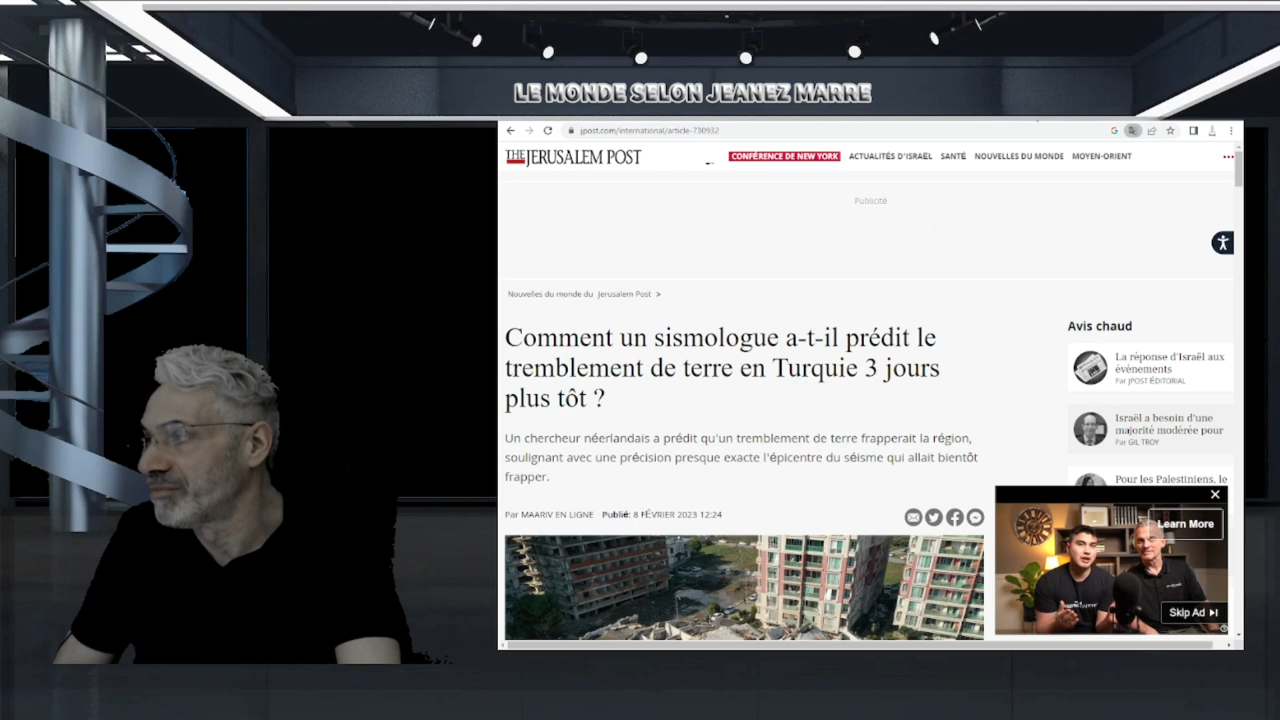 LE MONDE SELON JEANEZ MARRE
jpost.com/international/article-730932
THE JERUSALEM POST
CONFÉRENCE DE NEW YORK ACTUALITÉS D'ISRAËL SANTÉ NOUVELLES DU MONDE MOYEN-ORIENT
Publicité
Nouvelles du monde du Jerusalem Post >
Comment un sismologue a-t-il prédit le
tremblement de terre en Turquie 3 jours
plus tôt ?
Un chercheur néerlandais a prédit qu'un tremblement de terre frapperait la région,
soulignant avec une précision presque exacte l'épicentre du séisme qui allait bientôt
frapper.
Par MAARIV EN LIGNE Publié: 8 FÉVRIER 2023 12:24
Avis chaud
La réponse d'Israël aux
événements
Par JPOST ÉDITORIAL
Israël a besoin d'une
majorité modérée pour
Par GIL TROY
Pour les Palestiniens, le
Learn More
Skip Ad